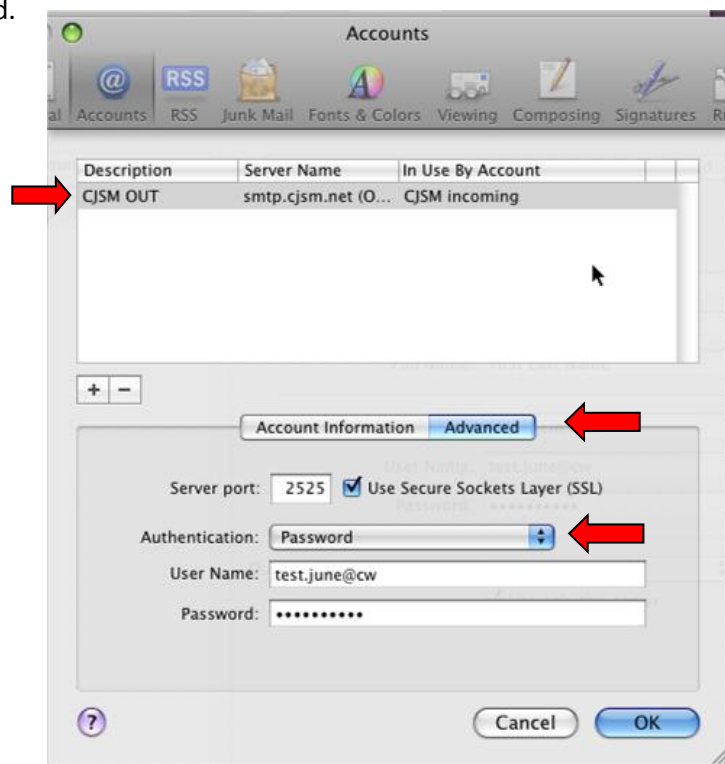 d.
Accounts
al Accounts RSS Junk Mail Fonts & Colors Viewing Composing Signatures
RSS
Description Server Name In Use By Account
CJSM OUT smtp.cjsm.net (O... CJSM incoming
+ −
Account Information Advanced
Server port: 2525 Use Secure Sockets Layer (SSL)
Authentication: Password
User Name: test.june@cw
Password: ••••••••••
? Cancel OK